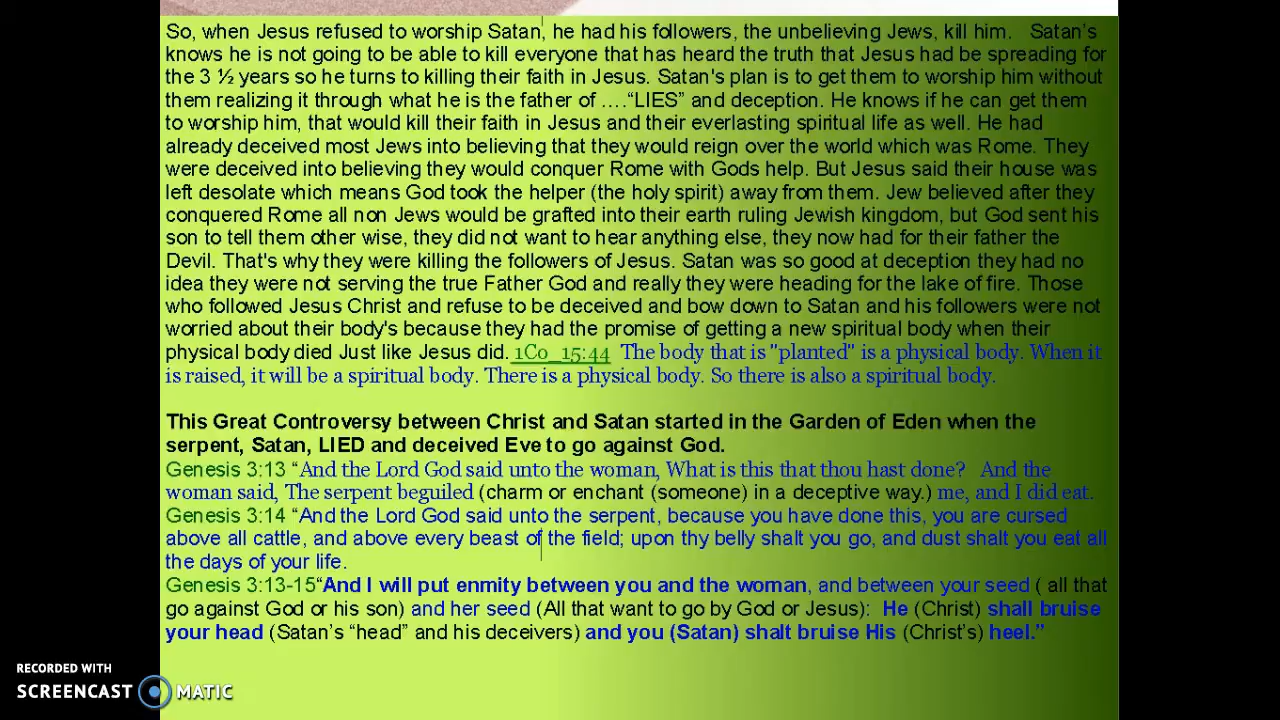 So, when Jesus refused to worship Satan, he had his followers, the unbelieving Jews, kill him. Satan's
knows he is not going to be able to kill everyone that has heard the truth that Jesus had be spreading for
the 3 ½ years so he turns to killing their faith in Jesus. Satan's plan is to get them to worship him without
them realizing it through what he is the father of ….“LIES” and deception. He knows if he can get them
to worship him, that would kill their faith in Jesus and their everlasting spiritual life as well. He had
already deceived most Jews into believing that they would reign over the world which was Rome. They
were deceived into believing they would conquer Rome with Gods help. But Jesus said their house was
left desolate which means God took the helper (the holy spirit) away from them. Jew believed after they
conquered Rome all non Jews would be grafted into their earth ruling Jewish kingdom, but God sent his
son to tell them other wise, they did not want to hear anything else, they now had for their father the
Devil. That's why they were killing the followers of Jesus. Satan was so good at deception they had no
idea they were not serving the true Father God and really they were heading for the lake of fire. Those
who followed Jesus Christ and refuse to be deceived and bow down to Satan and his followers were not
worried about their body's because they had the promise of getting a new spiritual body when their
physical body died Just like Jesus did. 1Co_15:44 The body that is "planted" is a physical body. When it
is raised, it will be a spiritual body. There is a physical body. So there is also a spiritual body.
This Great Controversy between Christ and Satan started in the Garden of Eden when the
serpent, Satan, LIED and deceived Eve to go against God.
Genesis 3:13 “And the Lord God said unto the woman, What is this that thou hast done? And the
woman said, The serpent beguiled (charm or enchant (someone) in a deceptive way.) me, and I did eat.
Genesis 3:14 “And the Lord God said unto the serpent, because you have done this, you are cursed
above all cattle, and above every beast of the field; upon thy belly shalt you go, and dust shalt you eat all
the days of your life.
Genesis 3:13-15“And I will put enmity between you and the woman, and between your seed ( all that
go against God or his son) and her seed (All that want to go by God or Jesus): He (Christ) shall bruise
your head (Satan's “head” and his deceivers) and you (Satan) shalt bruise His (Christ's) heel.”
RECORDED WITH
SCREENCAST MATIC